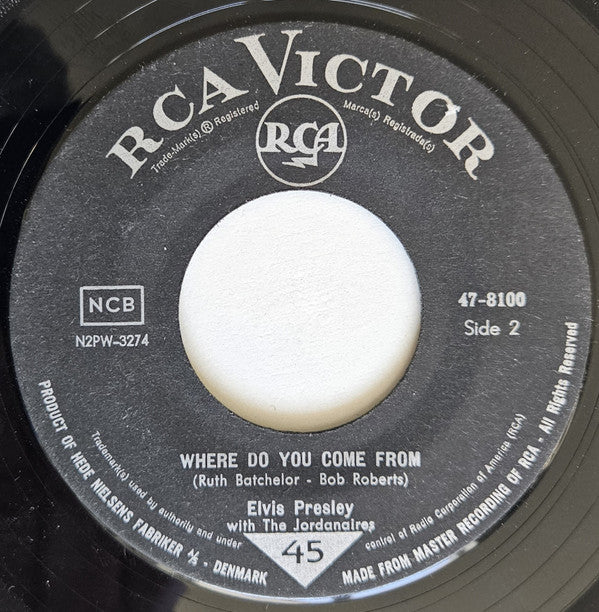 RCA VICTOR
Trade-Mark(s) ® Registered
Marca(s) Registrada(s)
RCA
NCB
N2PW-3274
47-8100
Side 2
WHERE DO YOU COME FROM
(Ruth Batchelor - Bob Roberts)
Elvis Presley
with The Jordanaires
45
Trademark(s) used by authority and under control of Radio Corporation of America (RCA)
PRODUCT OF HEDE NIELSENS FABRIKER A/S - DENMARK
MADE FROM MASTER RECORDING OF RCA - All Rights Reserved